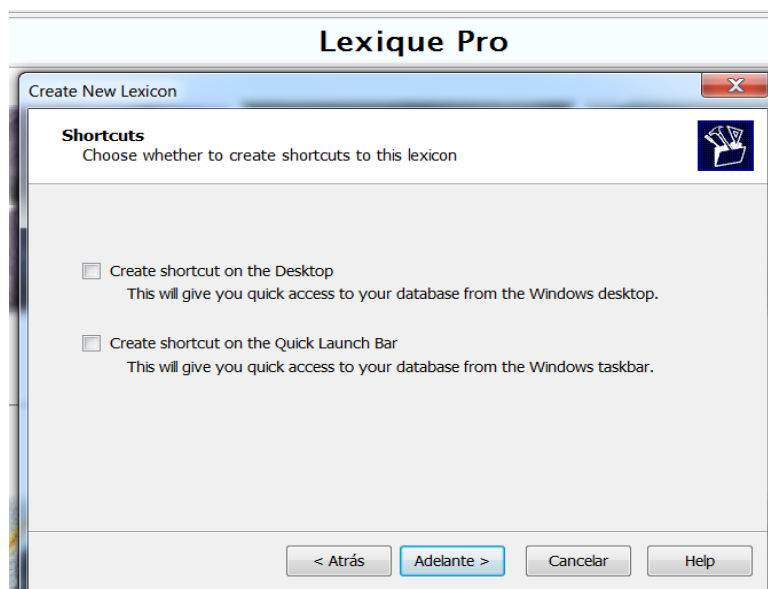 Lexique Pro
Create New Lexicon
Shortcuts
Choose whether to create shortcuts to this lexicon
Create shortcut on the Desktop
This will give you quick access to your database from the Windows desktop.
Create shortcut on the Quick Launch Bar
This will give you quick access to your database from the Windows taskbar.
< Atrás Adelante > Cancelar Help